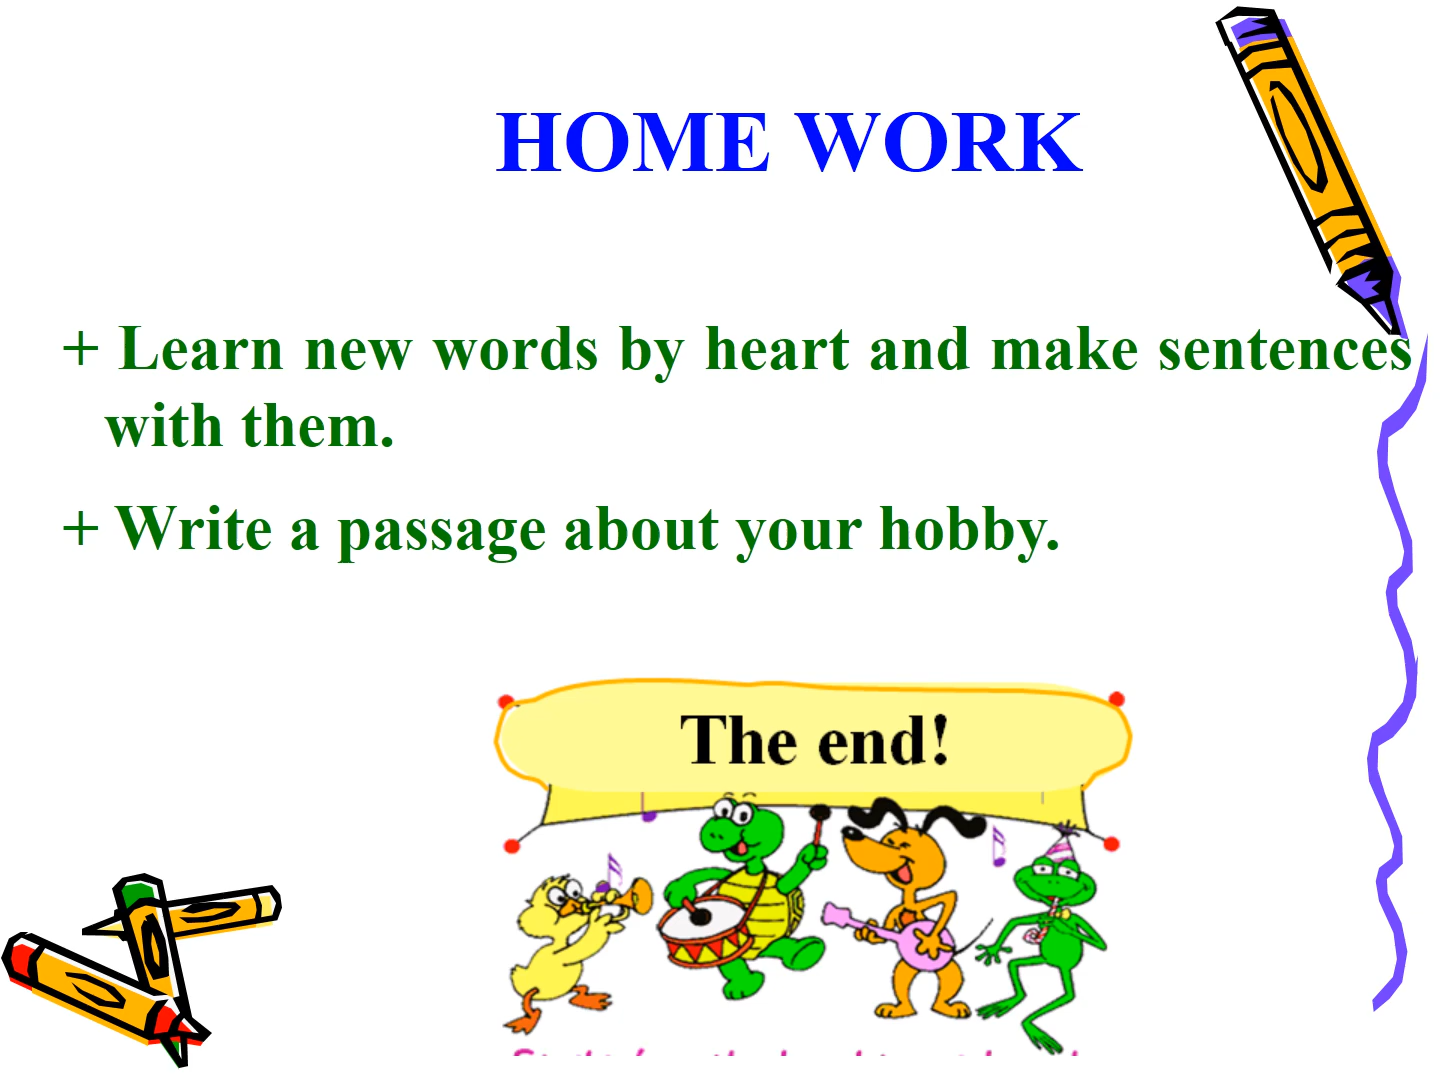 HOME WORK
+ Learn new words by heart and make sentences
with them.
+ Write a passage about your hobby.
The end!